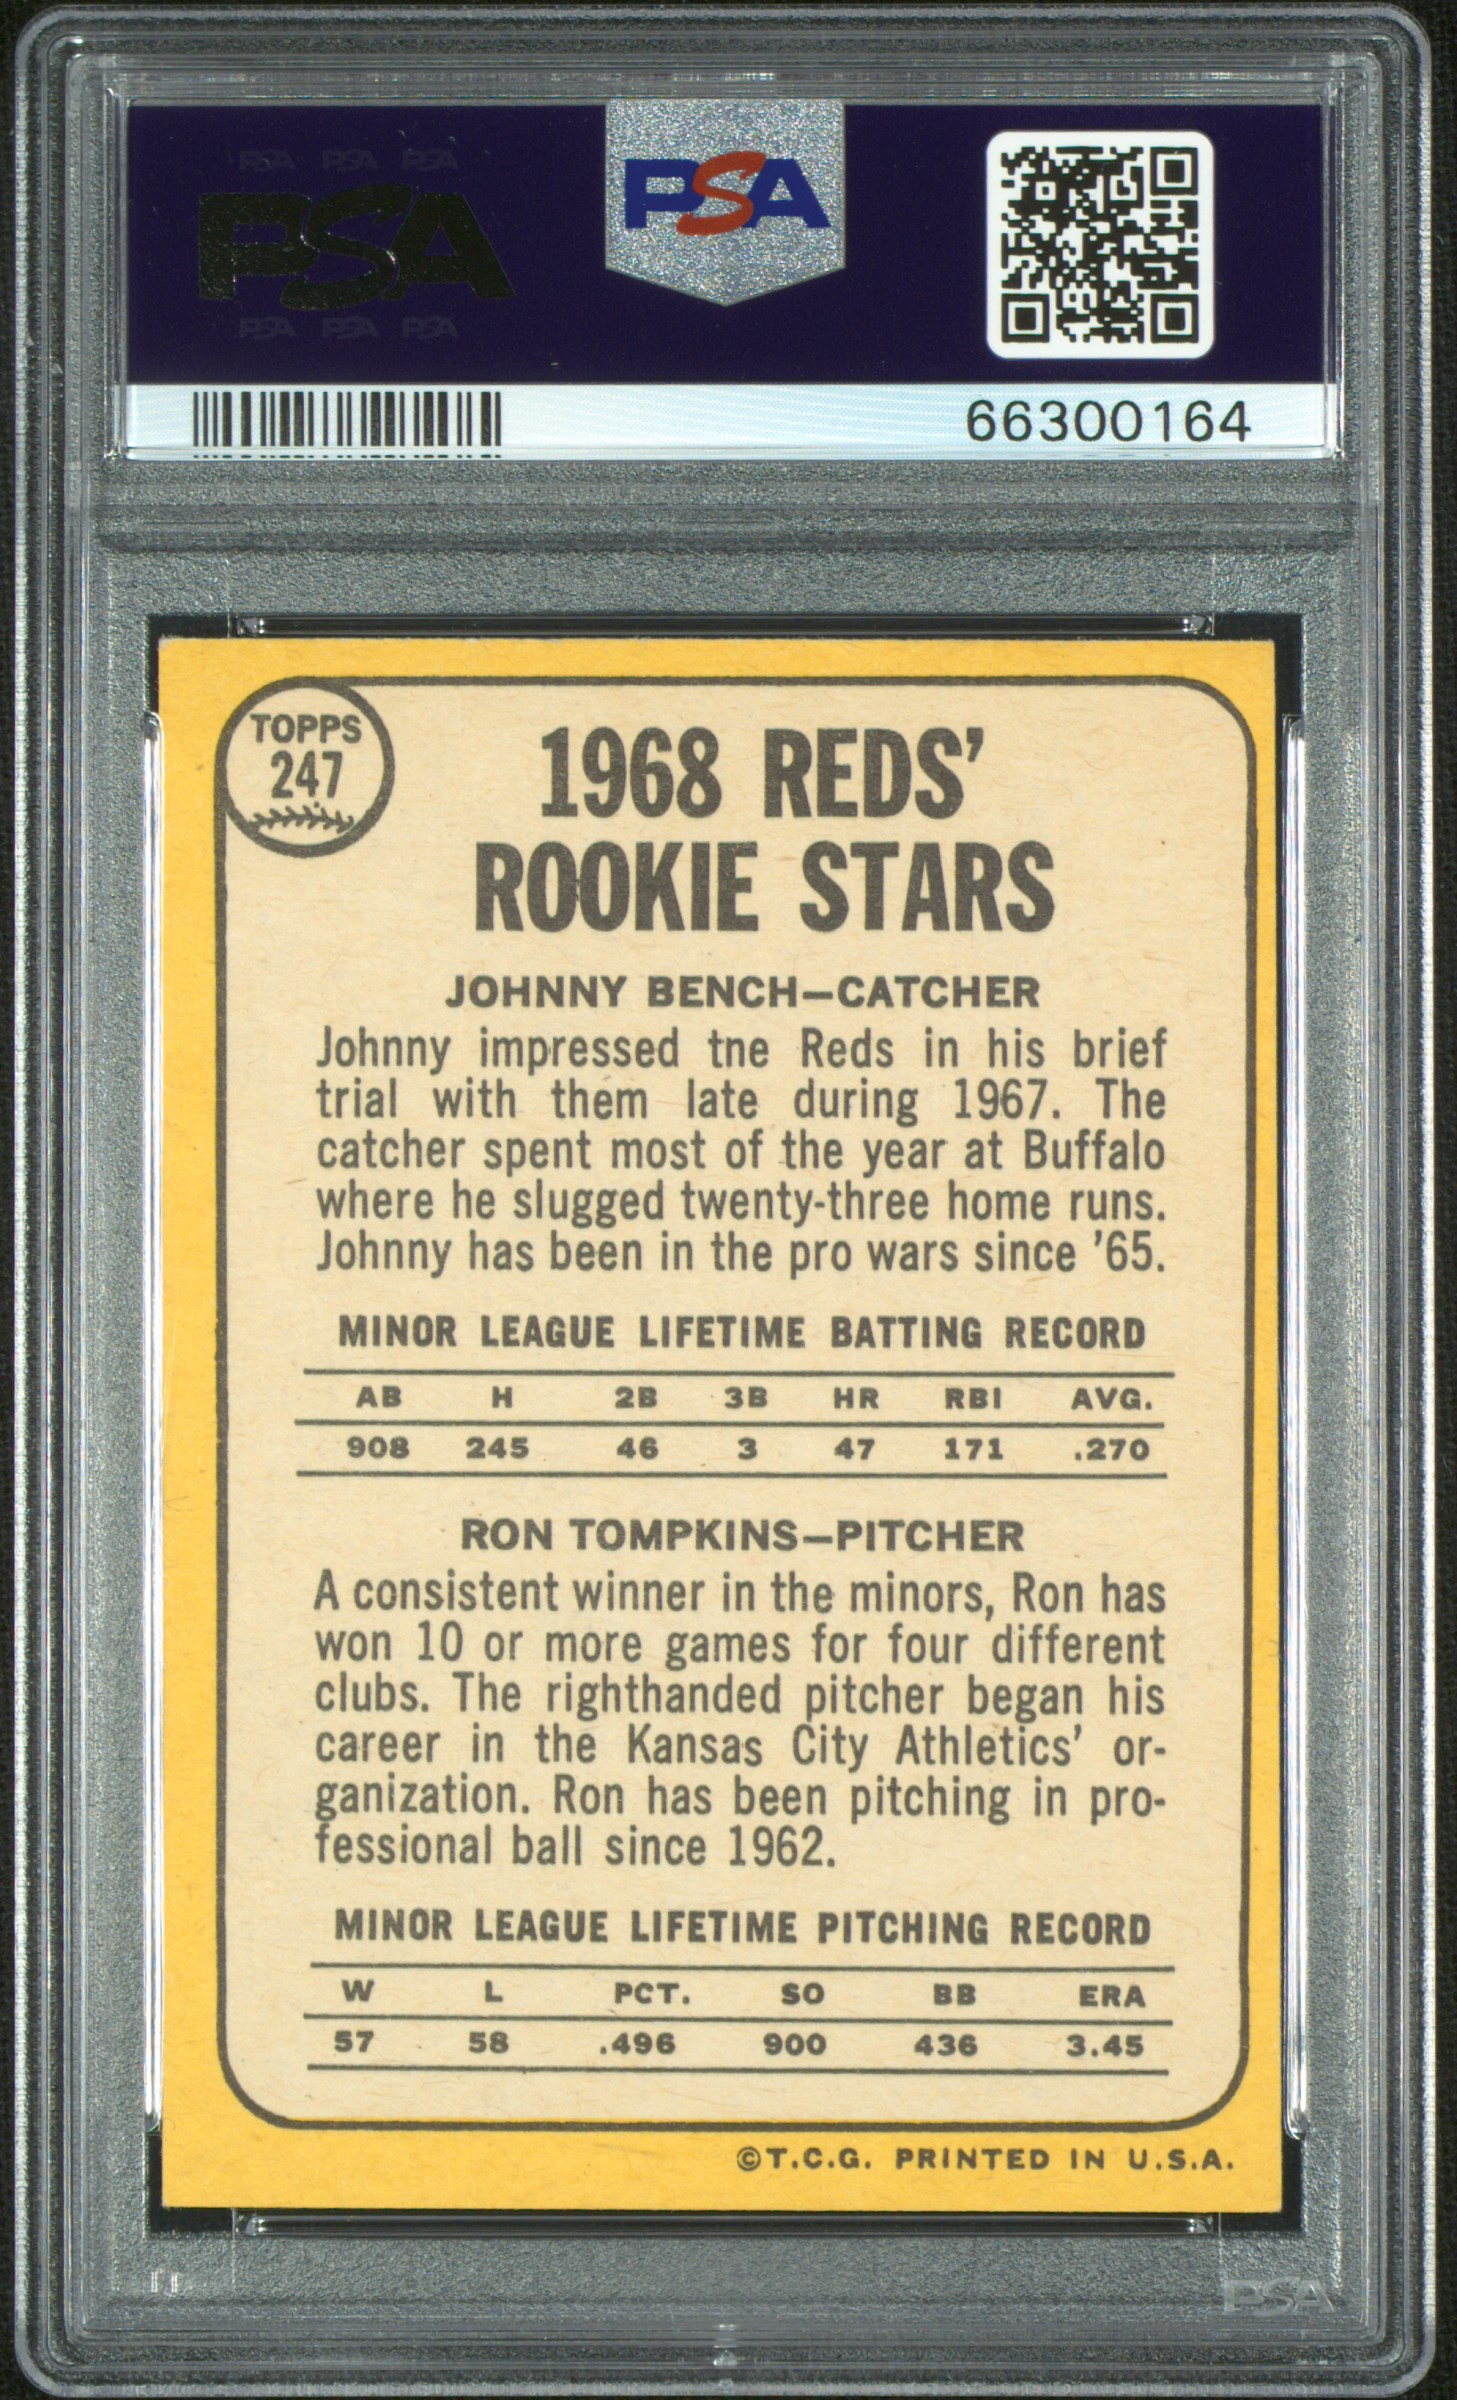 PSA PSA PSA
PSA
PSA PSA PSA
PSA
66300164
TOPPS
247
1968 REDS'
ROOKIE STARS
JOHNNY BENCH—CATCHER
Johnny impressed tne Reds in his brief
trial with them late during 1967. The
catcher spent most of the year at Buffalo
where he slugged twenty-three home runs.
Johnny has been in the pro wars since '65.
MINOR LEAGUE LIFETIME BATTING RECORD
AB H 2B 3B HR RBI AVG.
908 245 46 3 47 171 .270
RON TOMPKINS—PITCHER
A consistent winner in the minors, Ron has
won 10 or more games for four different
clubs. The righthanded pitcher began his
career in the Kansas City Athletics' or-
ganization. Ron has been pitching in pro-
fessional ball since 1962.
MINOR LEAGUE LIFETIME PITCHING RECORD
W L PCT. SO BB ERA
57 58 .496 900 436 3.45
©T.C.G. PRINTED IN U.S.A.
PSA